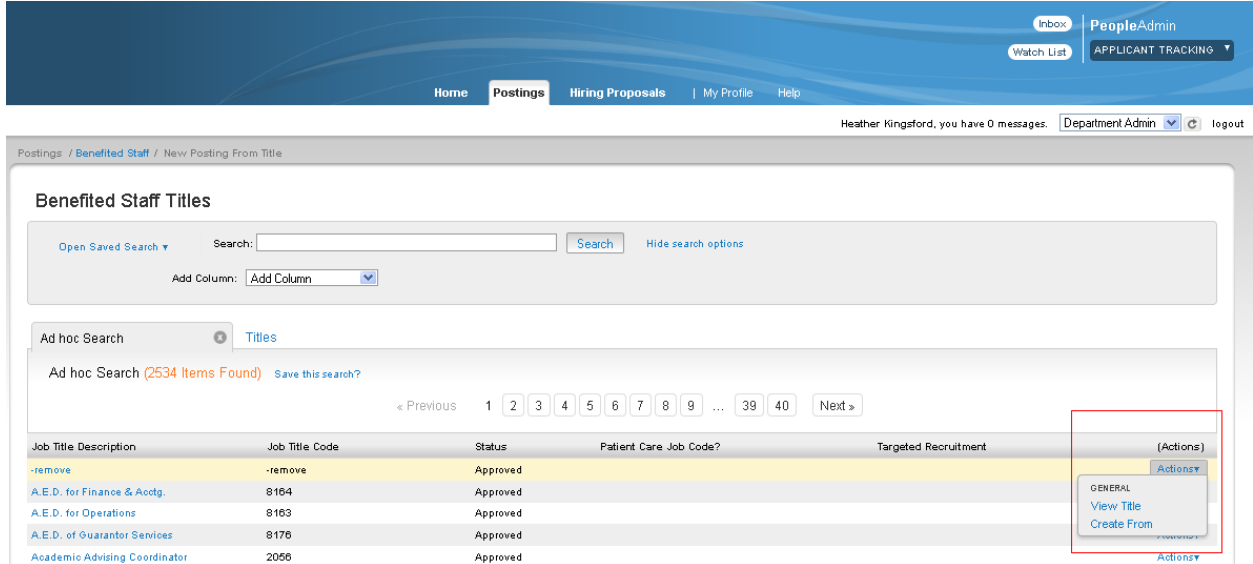 Inbox PeopleAdmin
Watch List APPLICANT TRACKING ▼
Home Postings Hiring Proposals | My Profile Help
Heather Kingsford, you have 0 messages. Department Admin logout
Postings / Benefited Staff / New Posting From Title
Benefited Staff Titles
Open Saved Search ▾ Search: Search Hide search options
Add Column: Add Column
Ad hoc Search Titles
Ad hoc Search (2534 Items Found) Save this search?
« Previous 1 2 3 4 5 6 7 8 9 ... 39 40 Next »
Job Title Description Job Title Code Status Patient Care Job Code? Targeted Recruitment (Actions)
-remove -remove Approved Actions▾
A.E.D. for Finance & Acctg. 8164 Approved
GENERAL
View Title
Create From
A.E.D. for Operations 8163 Approved
A.E.D. of Guarantor Services 8176 Approved
Academic Advising Coordinator 2056 Approved Actions▾